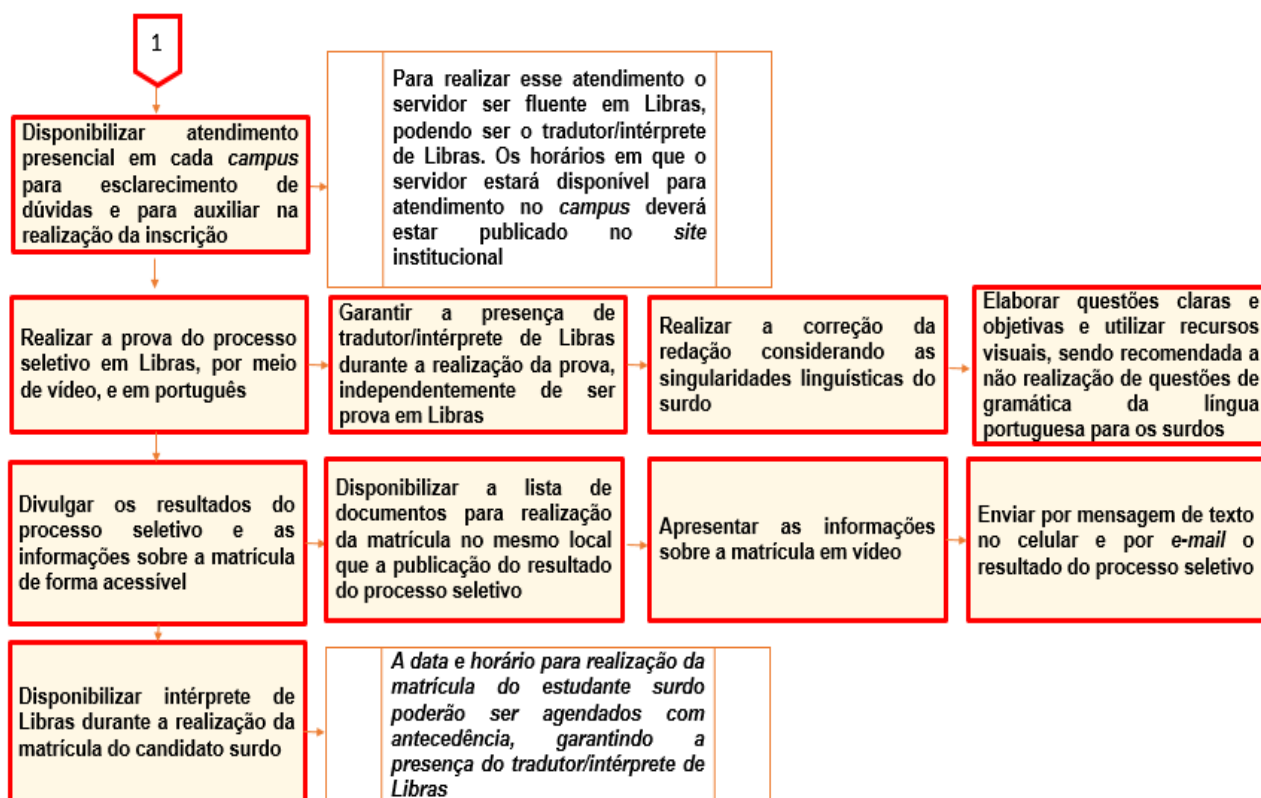 1
Disponibilizar atendimento
presencial em cada campus
para esclarecimento de
dúvidas e para auxiliar na
realização da inscrição
Para realizar esse atendimento o
servidor ser fluente em Libras,
podendo ser o tradutor/intérprete
de Libras. Os horários em que o
servidor estará disponível para
atendimento no campus deverá
estar publicado no site
institucional
Realizar a prova do processo
seletivo em Libras, por meio
de vídeo, e em português
Garantir a presença de
tradutor/intérprete de Libras
durante a realização da prova,
independentemente de ser
prova em Libras
Realizar a correção da
redação considerando as
singularidades linguísticas do
surdo
Elaborar questões claras e
objetivas e utilizar recursos
visuais, sendo recomendada a
não realização de questões de
gramática da língua
portuguesa para os surdos
Divulgar os resultados do
processo seletivo e as
informações sobre a matrícula
de forma acessível
Disponibilizar a lista de
documentos para realização
da matrícula no mesmo local
que a publicação do resultado
do processo seletivo
Apresentar as informações
sobre a matrícula em vídeo
Enviar por mensagem de texto
no celular e por e-mail o
resultado do processo seletivo
Disponibilizar intérprete de
Libras durante a realização da
matrícula do candidato surdo
A data e horário para realização da
matrícula do estudante surdo
poderão ser agendados com
antecedência, garantindo a
presença do tradutor/intérprete de
Libras